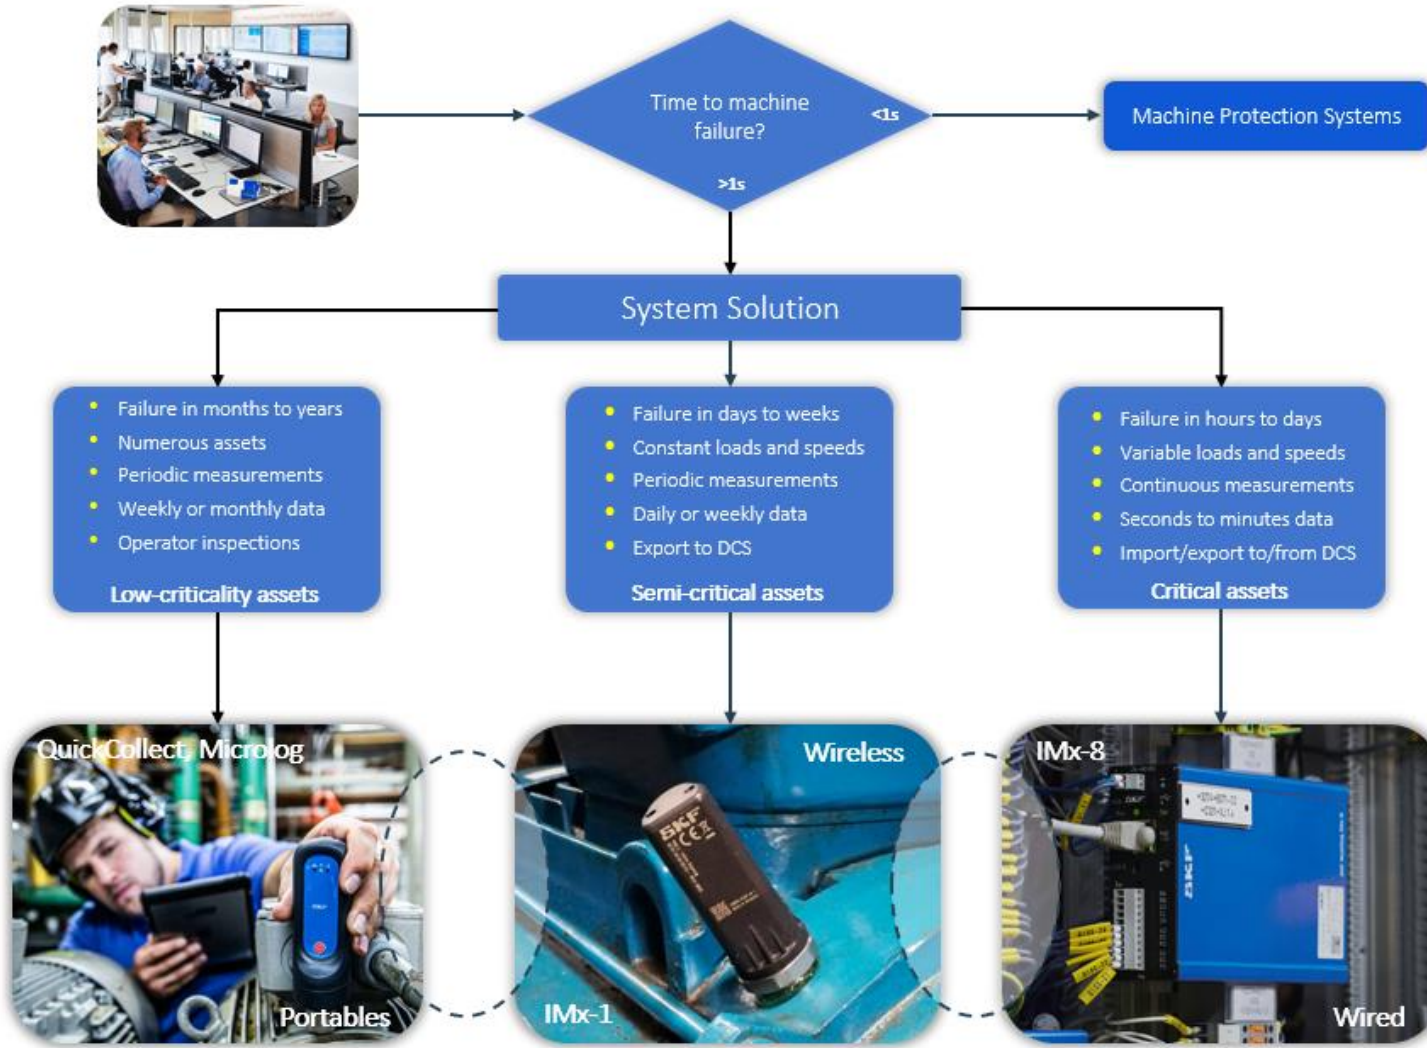 Time to machine
failure?
<1s
>1s
Machine Protection Systems
System Solution
Failure in months to years
Numerous assets
Periodic measurements
Weekly or monthly data
Operator inspections
Low-criticality assets
Failure in days to weeks
Constant loads and speeds
Periodic measurements
Daily or weekly data
Export to DCS
Semi-critical assets
Failure in hours to days
Variable loads and speeds
Continuous measurements
Seconds to minutes data
Import/export to/from DCS
Critical assets
QuickCollect, Microlog
Portables
Wireless
SKF
CE
IMx-1
IMx-8
SKF
Wired